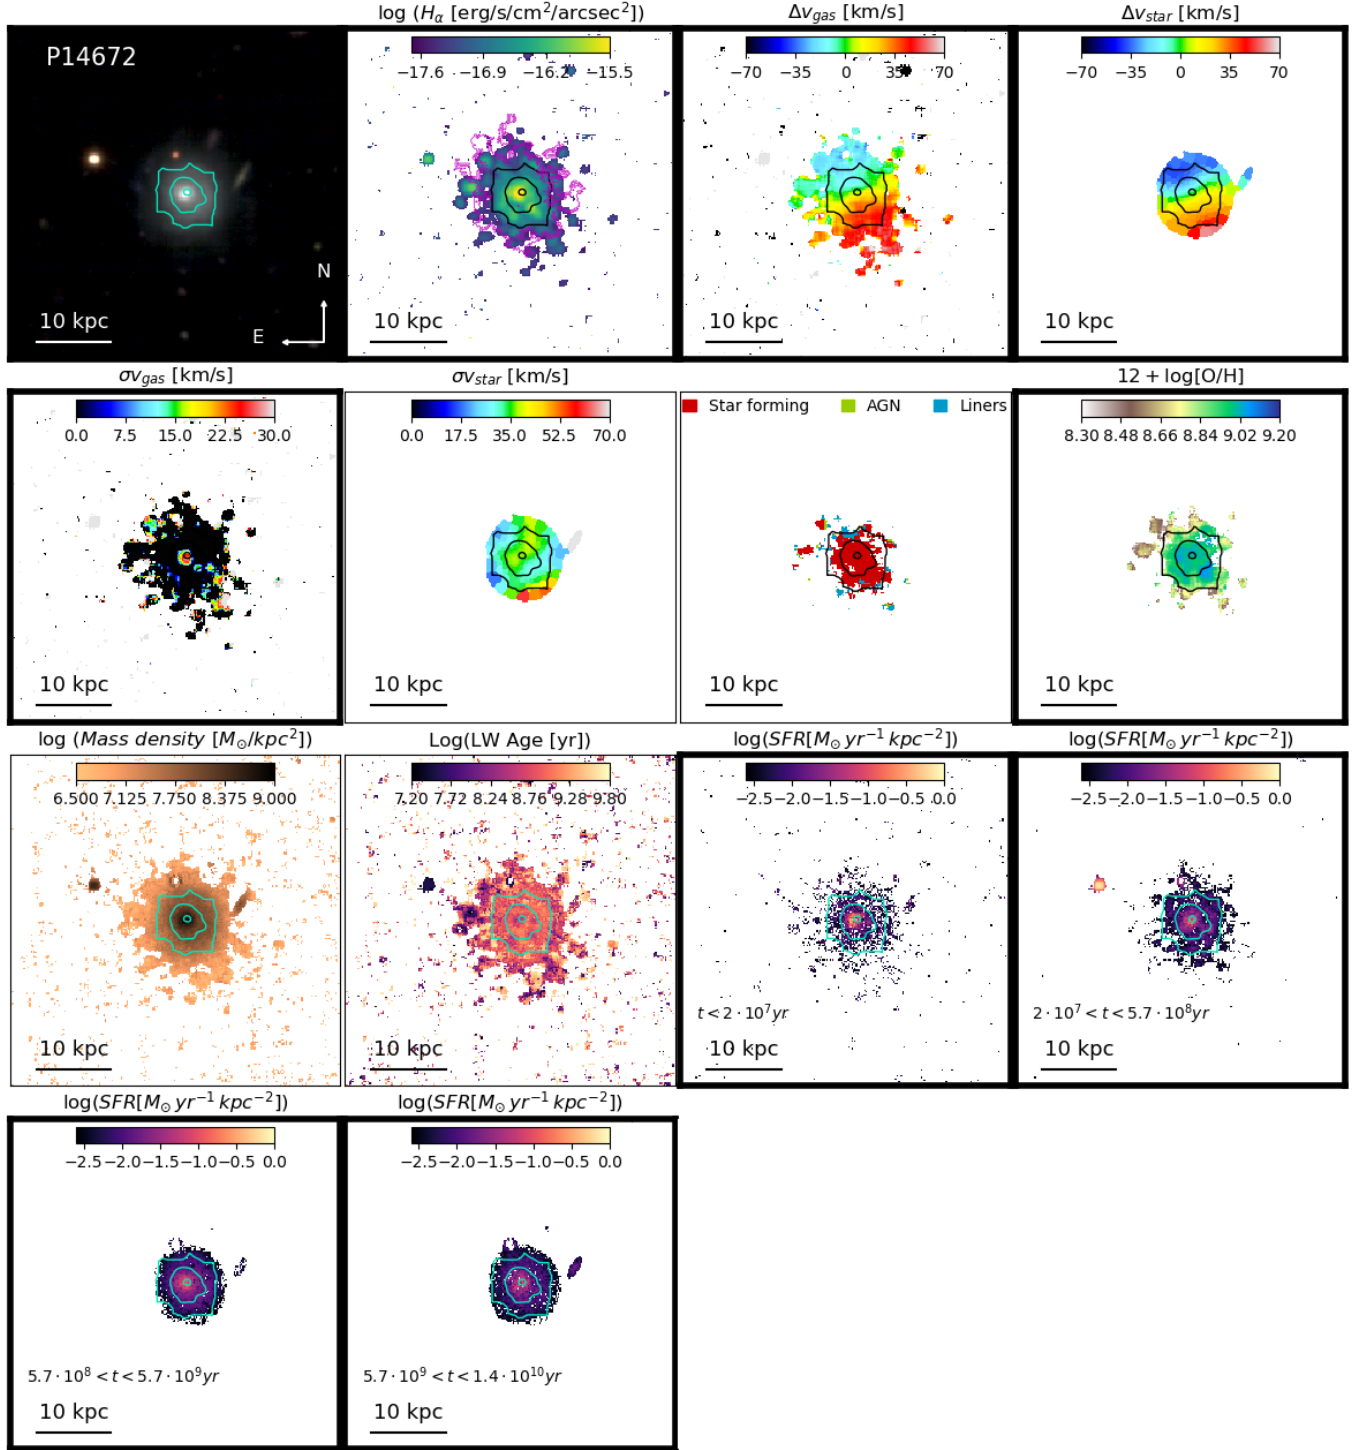 log (Hα [erg/s/cm²/arcsec²])
Δv_gas [km/s]
Δv_star [km/s]
P14672
−17.6 −16.9 −16.2 −15.5
−70 −35 0 35 70
−70 −35 0 35 70
N
E
10 kpc
10 kpc
10 kpc
10 kpc
σv_gas [km/s]
σv_star [km/s]
12 + log[O/H]
0.0 7.5 15.0 22.5 30.0
0.0 17.5 35.0 52.5 70.0
Star forming AGN Liners
8.30 8.48 8.66 8.84 9.02 9.20
10 kpc
10 kpc
10 kpc
10 kpc
log (Mass density [M⊙/kpc²])
Log(LW Age [yr])
log(SFR[M⊙ yr⁻¹ kpc⁻²])
log(SFR[M⊙ yr⁻¹ kpc⁻²])
6.500 7.125 7.750 8.375 9.000
7.20 7.72 8.24 8.76 9.28 9.80
−2.5 −2.0 −1.5 −1.0 −0.5 0.0
−2.5 −2.0 −1.5 −1.0 −0.5 0.0
t < 2 · 10⁷yr
2 · 10⁷ < t < 5.7 · 10⁸yr
10 kpc
10 kpc
10 kpc
10 kpc
log(SFR[M⊙ yr⁻¹ kpc⁻²])
log(SFR[M⊙ yr⁻¹ kpc⁻²])
−2.5 −2.0 −1.5 −1.0 −0.5 0.0
−2.5 −2.0 −1.5 −1.0 −0.5 0.0
5.7 · 10⁸ < t < 5.7 · 10⁹yr
5.7 · 10⁹ < t < 1.4 · 10¹⁰yr
10 kpc
10 kpc